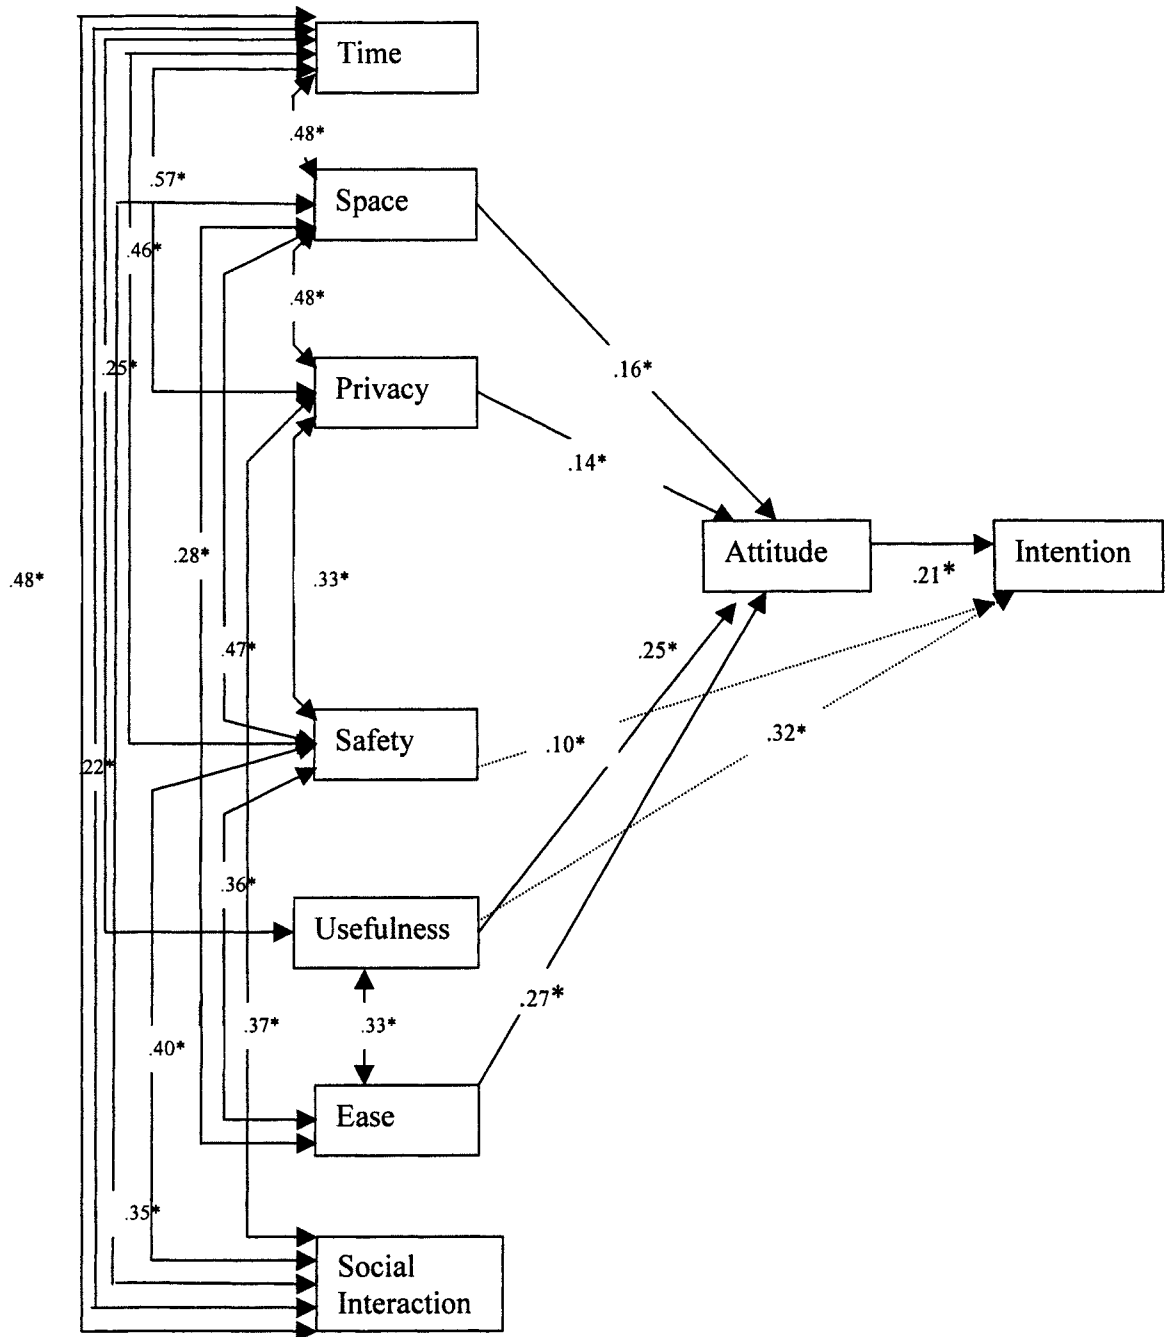 Time
.48*
.57*
Space
.46*
.48*
.25*
.16*
Privacy
.14*
Attitude
Intention
.21*
.28*
.48*
.33*
.47*
.25*
Safety
.10*
.32*
.22*
.36*
Usefulness
.27*
.37*
.33*
.40*
Ease
.35*
Social
Interaction